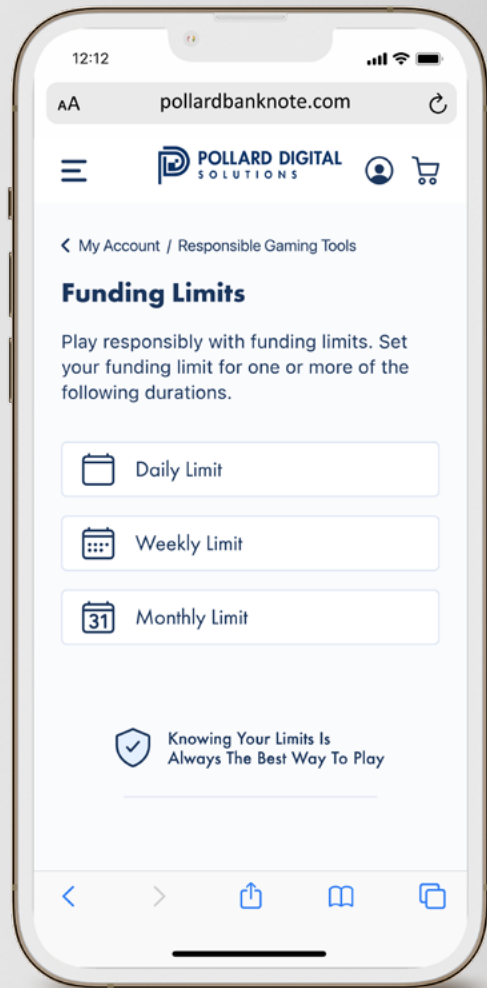 12:12
AA
pollardbanknote.com
POLLARD DIGITAL
SOLUTIONS
My Account / Responsible Gaming Tools
Funding Limits
Play responsibly with funding limits. Set
your funding limit for one or more of the
following durations.
Daily Limit
Weekly Limit
31
Monthly Limit
Knowing Your Limits Is
Always The Best Way To Play